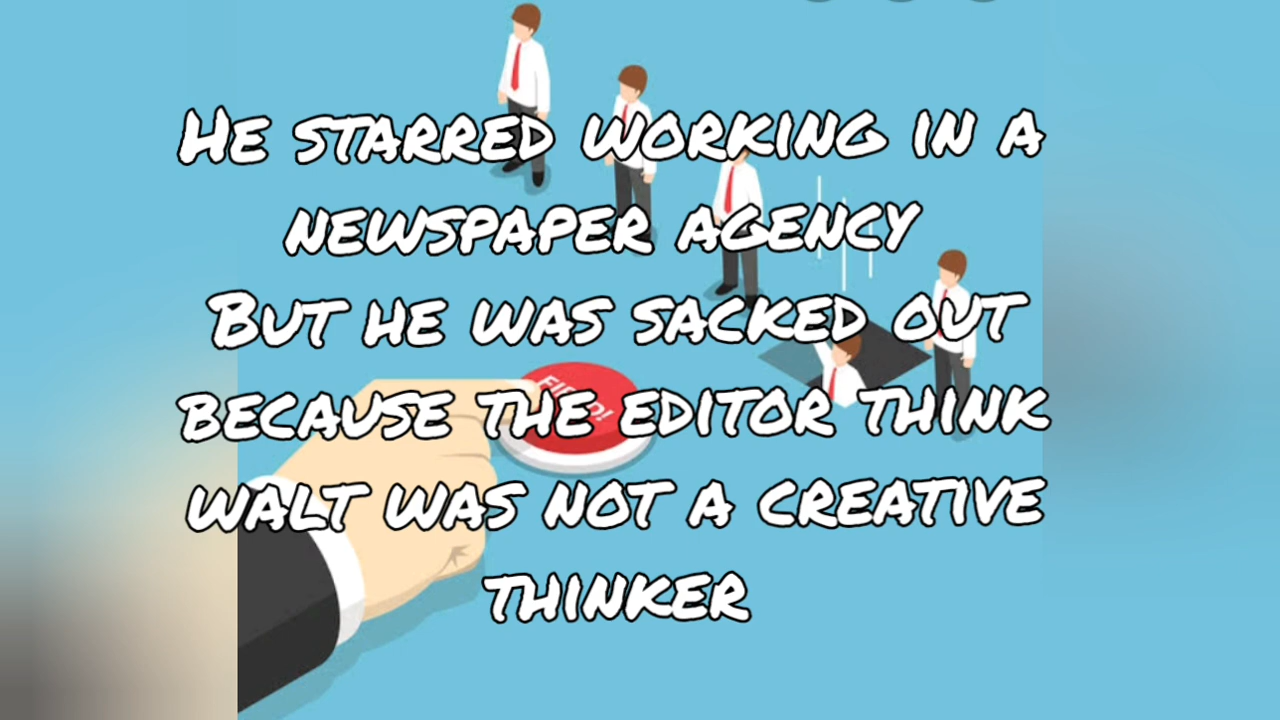 He starred working in a
newspaper agency
But he was sacked out
because the editor think
walt was not a creative
thinker